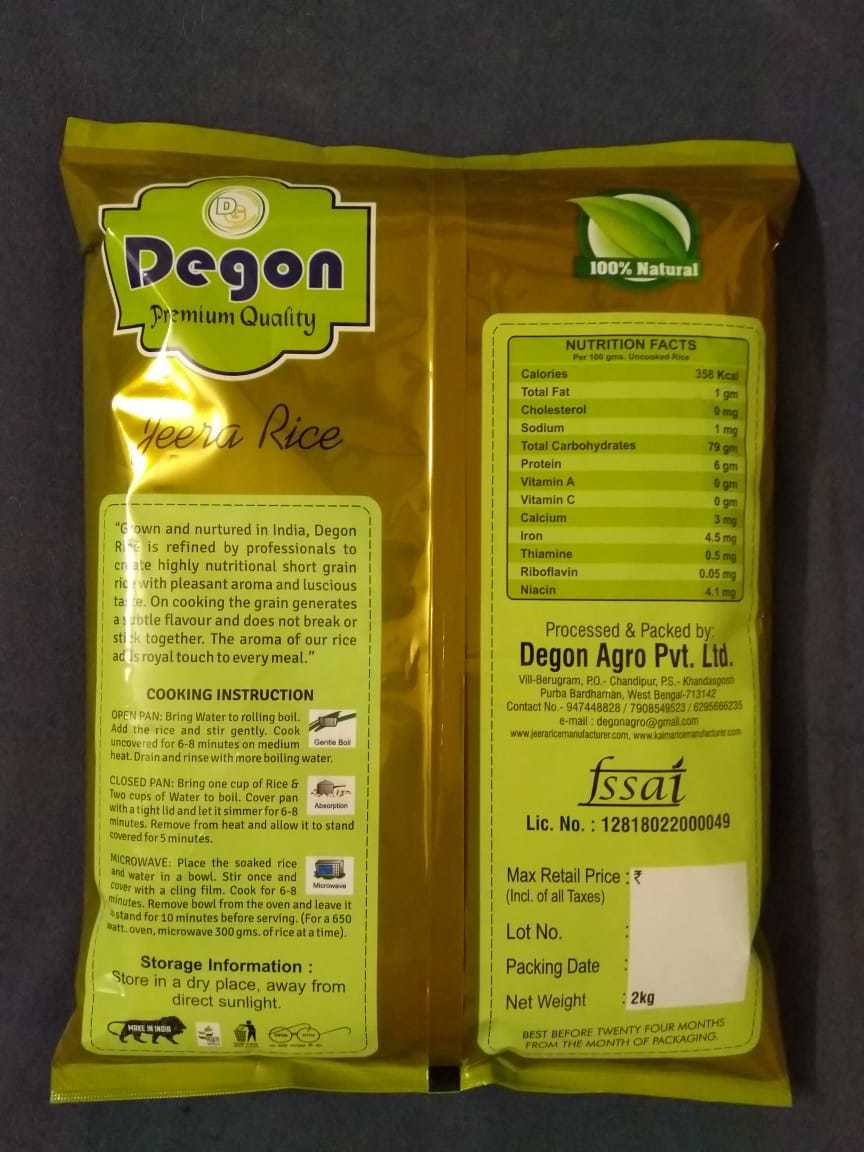 DG
Degon
Premium Quality
Jeera Rice
"Grown and nurtured in India, Degon
Rice is refined by professionals to
create highly nutritional short grain
rice with pleasant aroma and luscious
taste. On cooking the grain generates
a subtle flavour and does not break or
stick together. The aroma of our rice
adds royal touch to every meal."
COOKING INSTRUCTION
OPEN PAN: Bring Water to rolling boil.
Add the rice and stir gently. Cook
uncovered for 6-8 minutes on medium
heat. Drain and rinse with more boiling water.
Gentle Boil
CLOSED PAN: Bring one cup of Rice &
Two cups of Water to boil. Cover pan
with a tight lid and let it simmer for 6-8
minutes. Remove from heat and allow it to stand
covered for 5 minutes.
Absorption
MICROWAVE: Place the soaked rice
and water in a bowl. Stir once and
cover with a cling film. Cook for 6-8
minutes. Remove bowl from the oven and leave it
to stand for 10 minutes before serving. (For a 650
watt. oven, microwave 300 gms. of rice at a time).
Microwave
Storage Information :
Store in a dry place, away from
direct sunlight.
MAKE IN INDIA
100% Natural
NUTRITION FACTS
Per 100 gms. Uncooked Rice
Calories 358 Kcal
Total Fat 1 gm
Cholesterol 0 mg
Sodium 1 mg
Total Carbohydrates 79 gm
Protein 6 gm
Vitamin A 0 gm
Vitamin C 0 gm
Calcium 3 mg
Iron 4.5 mg
Thiamine 0.5 mg
Riboflavin 0.05 mg
Niacin 4.1 mg
Processed & Packed by:
Degon Agro Pvt. Ltd.
Vill-Berugram, P.O.- Chandipur, P.S.- Khandagosh
Purba Bardhaman, West Bengal-713142
Contact No.- 947448828 / 7908549523 / 6295666235
e-mail : degonagro@gmail.com
www.jeeraricemanufacturer.com, www.kaimaricemanufacturer.com
fssai
Lic. No. : 12818022000049
Max Retail Price : ₹
(Incl. of all Taxes)
Lot No. :
Packing Date :
Net Weight : 2kg
BEST BEFORE TWENTY FOUR MONTHS
FROM THE MONTH OF PACKAGING.